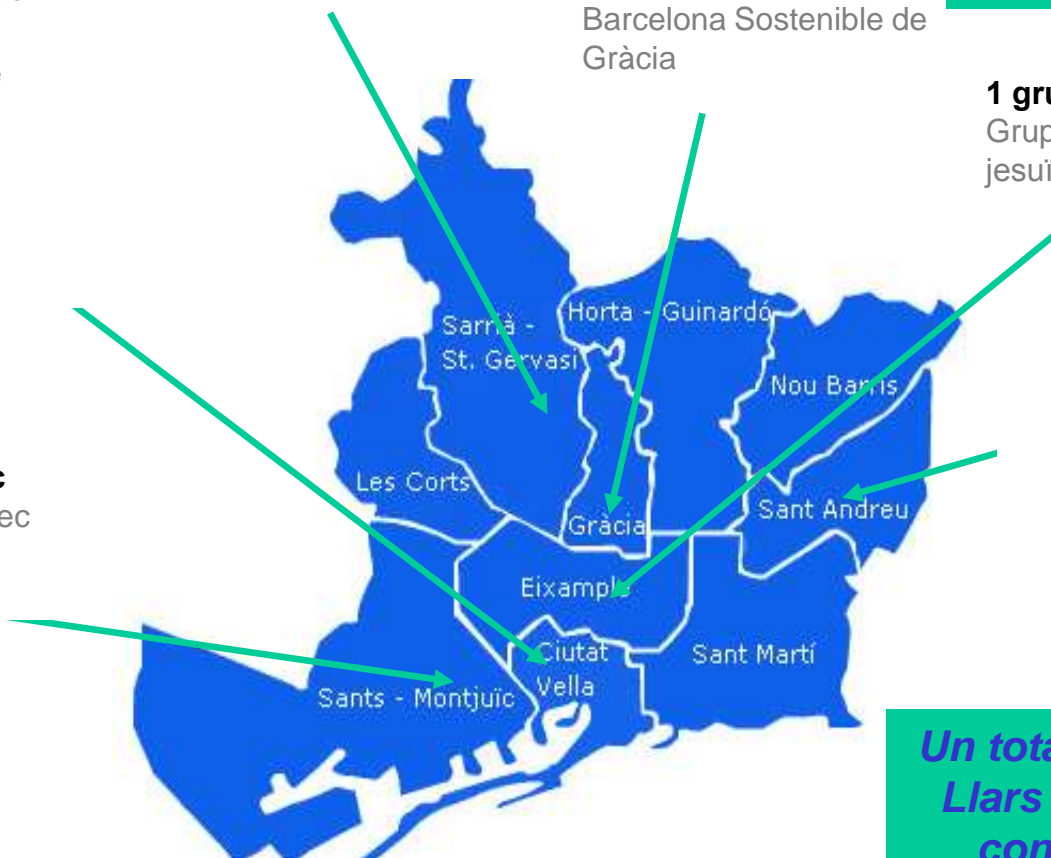 Barcelona Sostenible de
Gràcia
1 gru
Grup
jesuï
Horta - Guinardó
Sarrià -
St. Gervasi
Nou Barris
Les Corts
Sant Andreu
Gràcia
ec
Eixample
Ciutat
Vella
Sant Martí
Sants - Montjuïc
Un tota
Llars
con